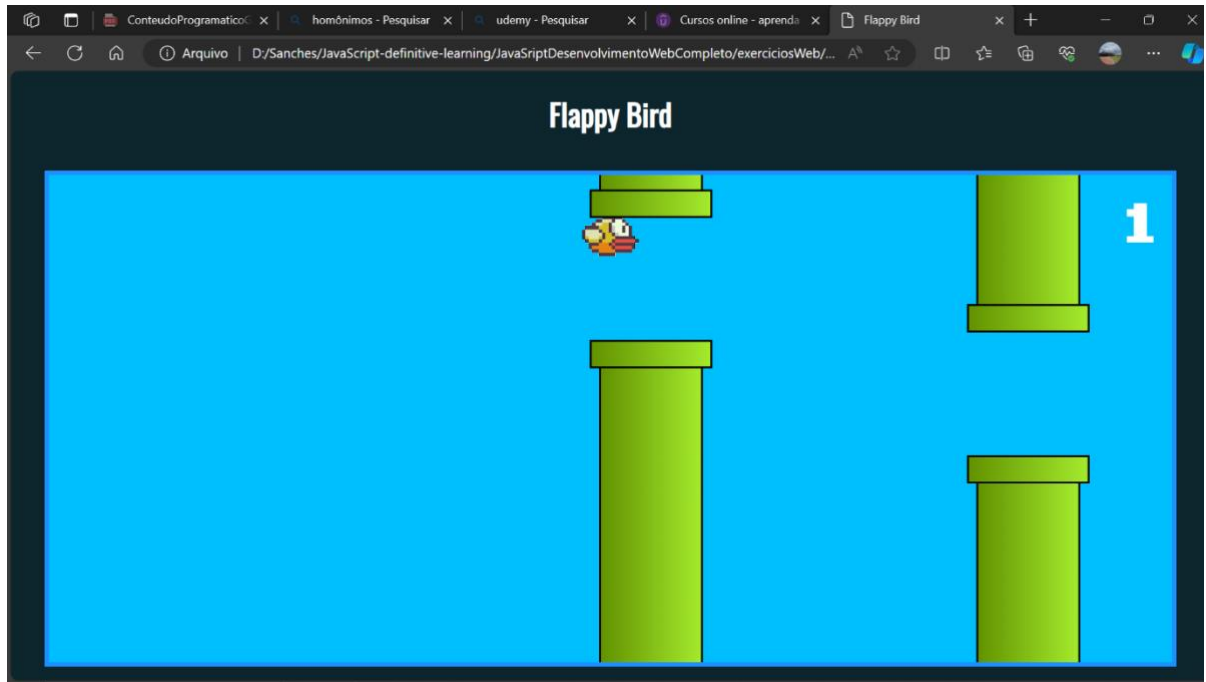 ConteudoProgramaticoG
homônimos - Pesquisar
udemy - Pesquisar
Cursos online - aprenda
Flappy Bird
Arquivo
D:/Sanches/JavaScript-definitive-learning/JavaSriptDesenvolvimentoWebCompleto/exerciciosWeb/...
Flappy Bird
1